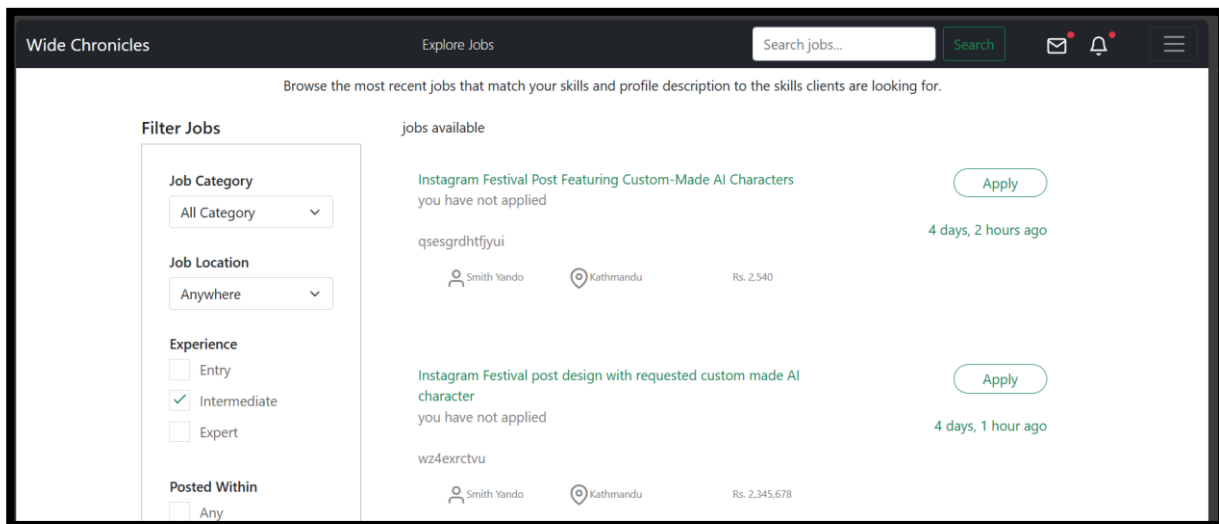 Wide Chronicles
Explore Jobs
Search jobs...
Search
Browse the most recent jobs that match your skills and profile description to the skills clients are looking for.
Filter Jobs
Job Category
All Category
Job Location
Anywhere
Experience
Entry
Intermediate
Expert
Posted Within
Any
jobs available
Instagram Festival Post Featuring Custom-Made AI Characters
you have not applied
Apply
4 days, 2 hours ago
qsesgrdhtfjyui
Smith Yando
Kathmandu
Rs. 2,540
Instagram Festival post design with requested custom made AI
character
you have not applied
Apply
4 days, 1 hour ago
wz4exrctvu
Smith Yando
Kathmandu
Rs. 2,345,678